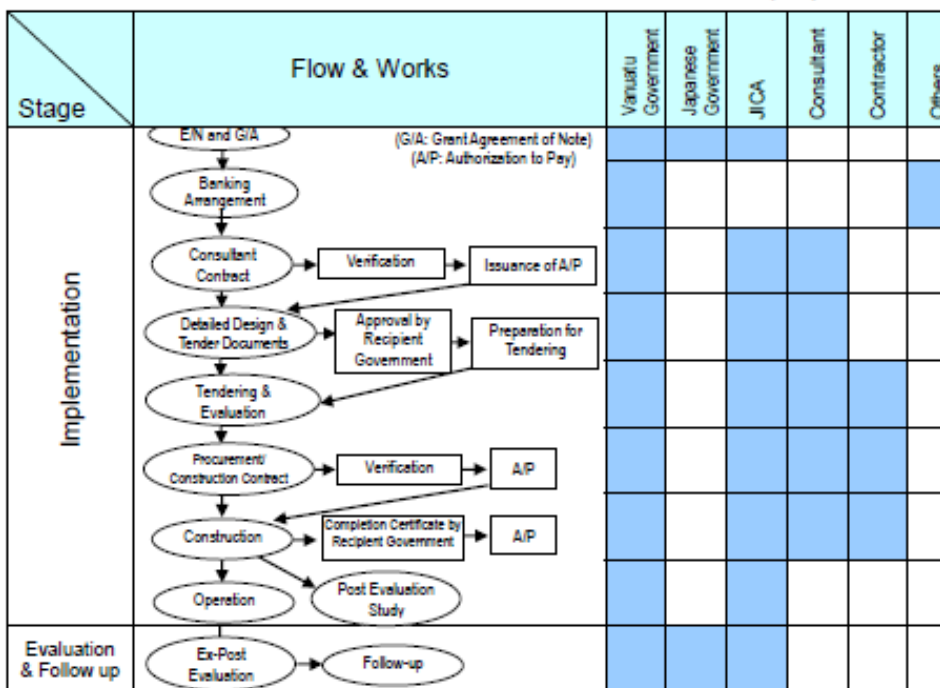 Stage
Flow & Works
Vanuatu
Government
Japanese
Government
JICA
Consultant
Contractor
Others
Implementation
E/N and G/A
(G/A: Grant Agreement of Note)
(A/P: Authorization to Pay)
Banking
Arrangement
Consultant
Contract
Verification
Issuance of A/P
Detailed Design &
Tender Documents
Approval by
Recipient
Government
Preparation for
Tendering
Tendering &
Evaluation
Procurement/
Construction Contract
Verification
A/P
Construction
Completion Certificate by
Recipient Government
A/P
Operation
Post Evaluation
Study
Evaluation
& Follow up
Ex-Post
Evaluation
Follow-up